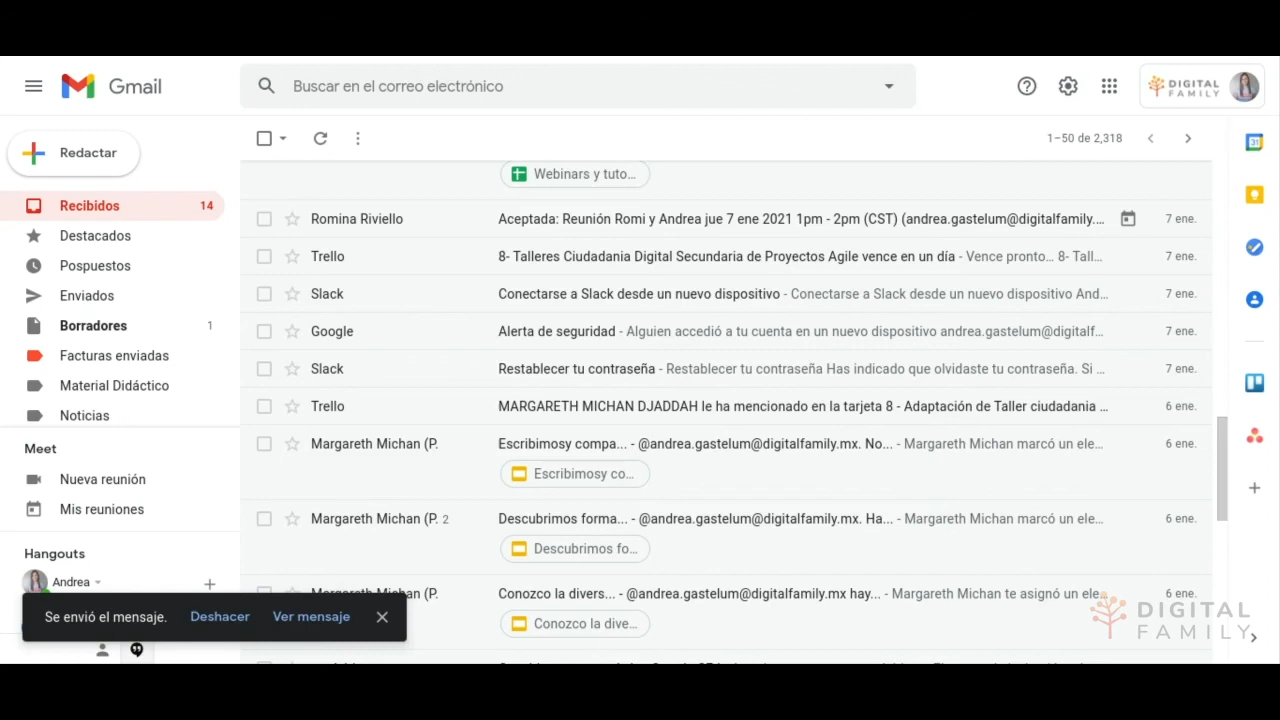 Gmail
Buscar en el correo electrónico
DIGITAL
FAMILY
1–50 de 2,318
Redactar
Recibidos 14
Destacados
Pospuestos
Enviados
Borradores 1
Facturas enviadas
Material Didáctico
Noticias
Meet
Nueva reunión
Mis reuniones
Hangouts
Andrea
Se envió el mensaje. Deshacer Ver mensaje
Webinars y tuto...
Romina Riviello Aceptada: Reunión Romi y Andrea jue 7 ene 2021 1pm - 2pm (CST) (andrea.gastelum@digitalfamily.... 7 ene.
Trello 8- Talleres Ciudadania Digital Secundaria de Proyectos Agile vence en un día - Vence pronto... 8- Tall... 7 ene.
Slack Conectarse a Slack desde un nuevo dispositivo - Conectarse a Slack desde un nuevo dispositivo And... 7 ene.
Google Alerta de seguridad - Alguien accedió a tu cuenta en un nuevo dispositivo andrea.gastelum@digitalf... 7 ene.
Slack Restablecer tu contraseña - Restablecer tu contraseña Has indicado que olvidaste tu contraseña. Si ... 7 ene.
Trello MARGARETH MICHAN DJADDAH le ha mencionado en la tarjeta 8 - Adaptación de Taller ciudadania ... 6 ene.
Margareth Michan (P. Escribimosy compa... - @andrea.gastelum@digitalfamily.mx. No... - Margareth Michan marcó un ele... 6 ene.
Escribimosy co...
Margareth Michan (P. 2 Descubrimos forma... - @andrea.gastelum@digitalfamily.mx. Ha... - Margareth Michan marcó un ele... 6 ene.
Descubrimos fo...
Margareth Michan (P. Conozco la divers... - @andrea.gastelum@digitalfamily.mx hay... - Margareth Michan te asignó un ele... 6 ene.
Conozco la dive...
DIGITAL
FAMILY